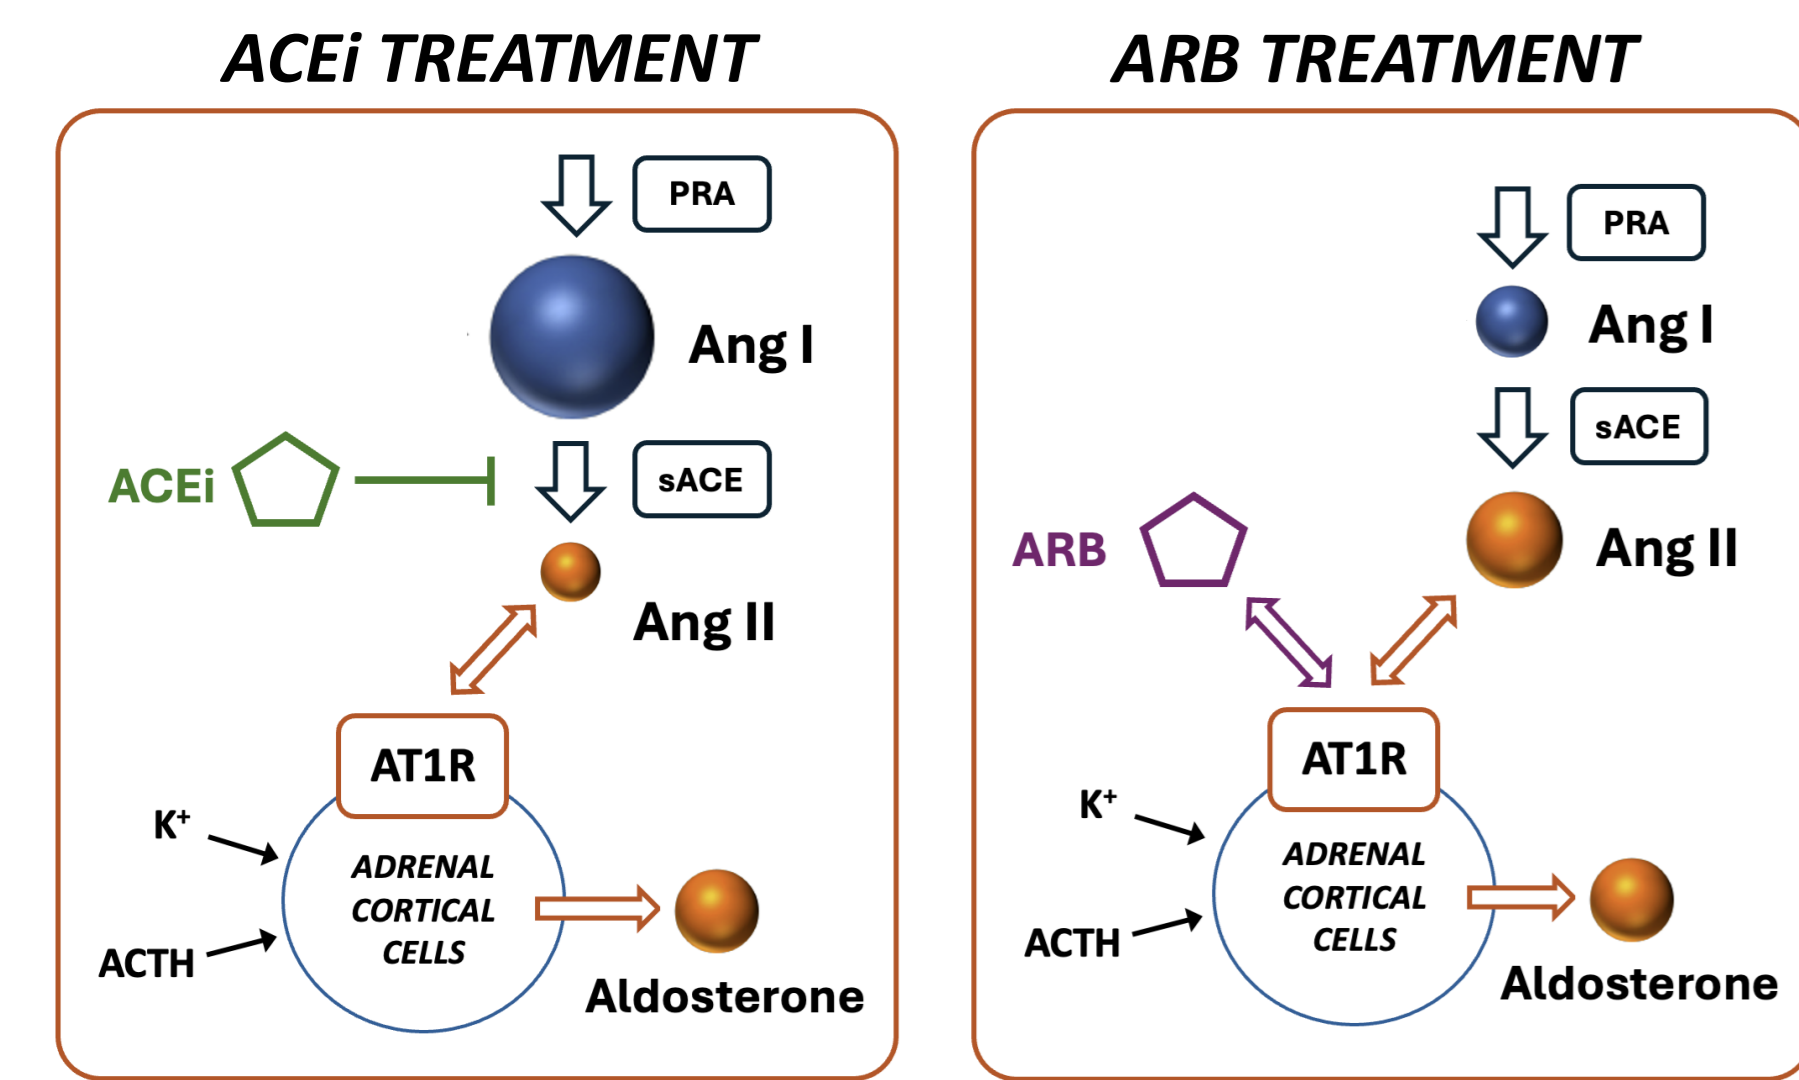 ACEi TREATMENT
PRA
Ang I
ACEi
sACE
Ang II
AT1R
K⁺
ADRENAL
CORTICAL
CELLS
ACTH
Aldosterone
ARB TREATMENT
PRA
Ang I
sACE
ARB
Ang II
AT1R
K⁺
ADRENAL
CORTICAL
CELLS
ACTH
Aldosterone